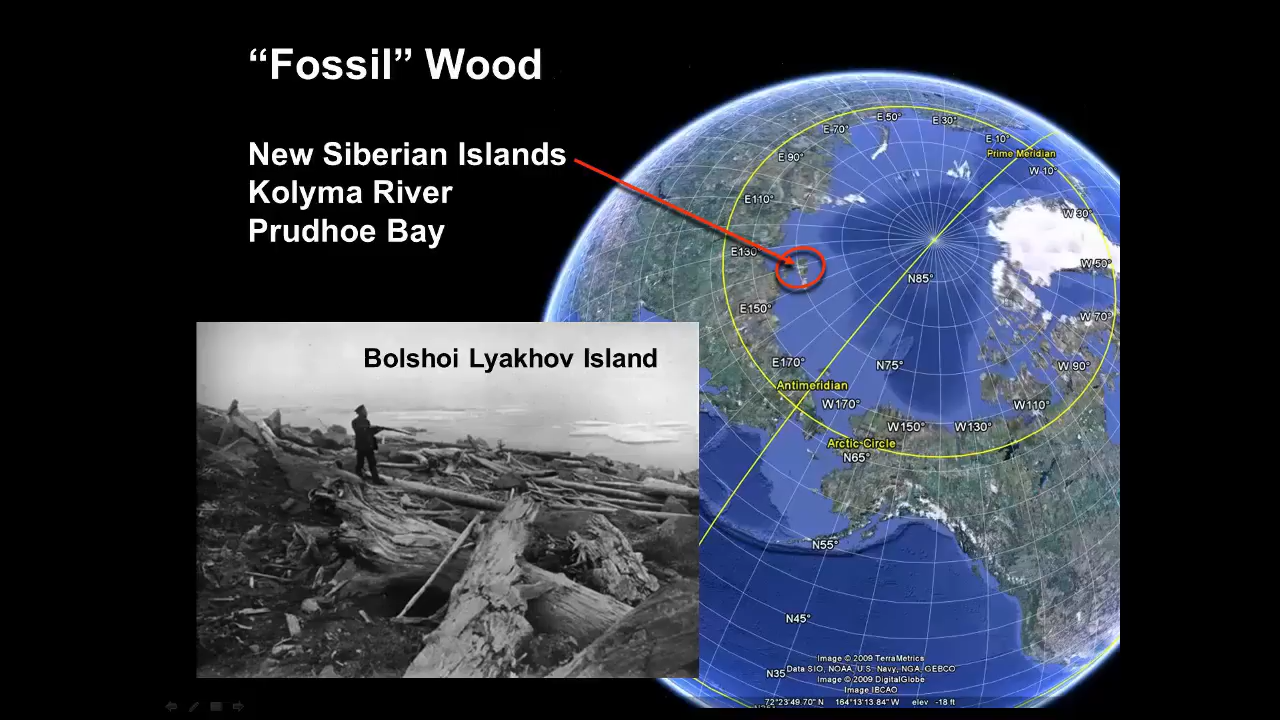 “Fossil” Wood
New Siberian Islands
Kolyma River
Prudhoe Bay
Bolshoi Lyakhov Island
E 70°
E 50°
E 30°
E 10°
Prime Meridian
W 10°
E 90°
E110°
W 30°
E130°
W 50°
N85°
E150°
W 70°
E170°
N75°
W 90°
Antimeridian
W170°
W110°
W150°
W130°
Arctic Circle
N65°
N55°
N45°
N35°
Image © 2009 TerraMetrics
Data SIO, NOAA, U.S. Navy, NGA, GEBCO
Image © 2009 DigitalGlobe
Image IBCAO
72°23'49.70" N 164°13'13.84" W elev -18 ft